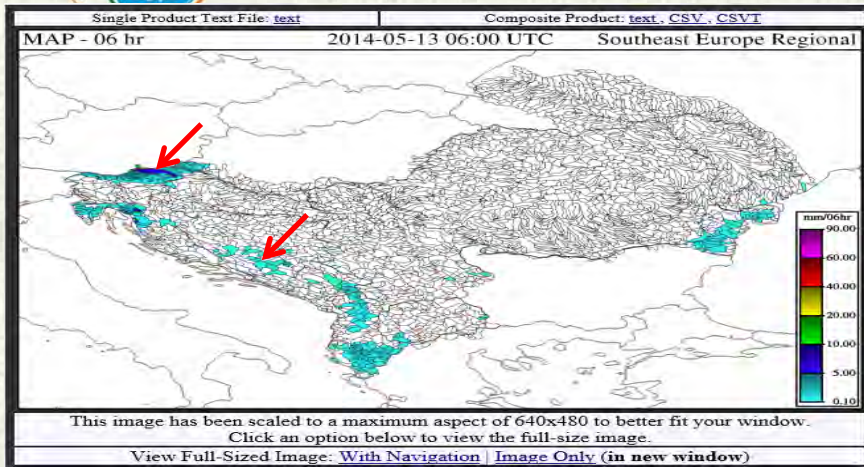 Single Product Text File: text
Composite Product: text , CSV , CSVT
MAP - 06 hr 2014-05-13 06:00 UTC Southeast Europe Regional
mm/06hr
90.00
60.00
40.00
20.00
10.00
5.00
0.10
This image has been scaled to a maximum aspect of 640x480 to better fit your window.
Click an option below to view the full-size image.
View Full-Sized Image: With Navigation | Image Only (in new window)